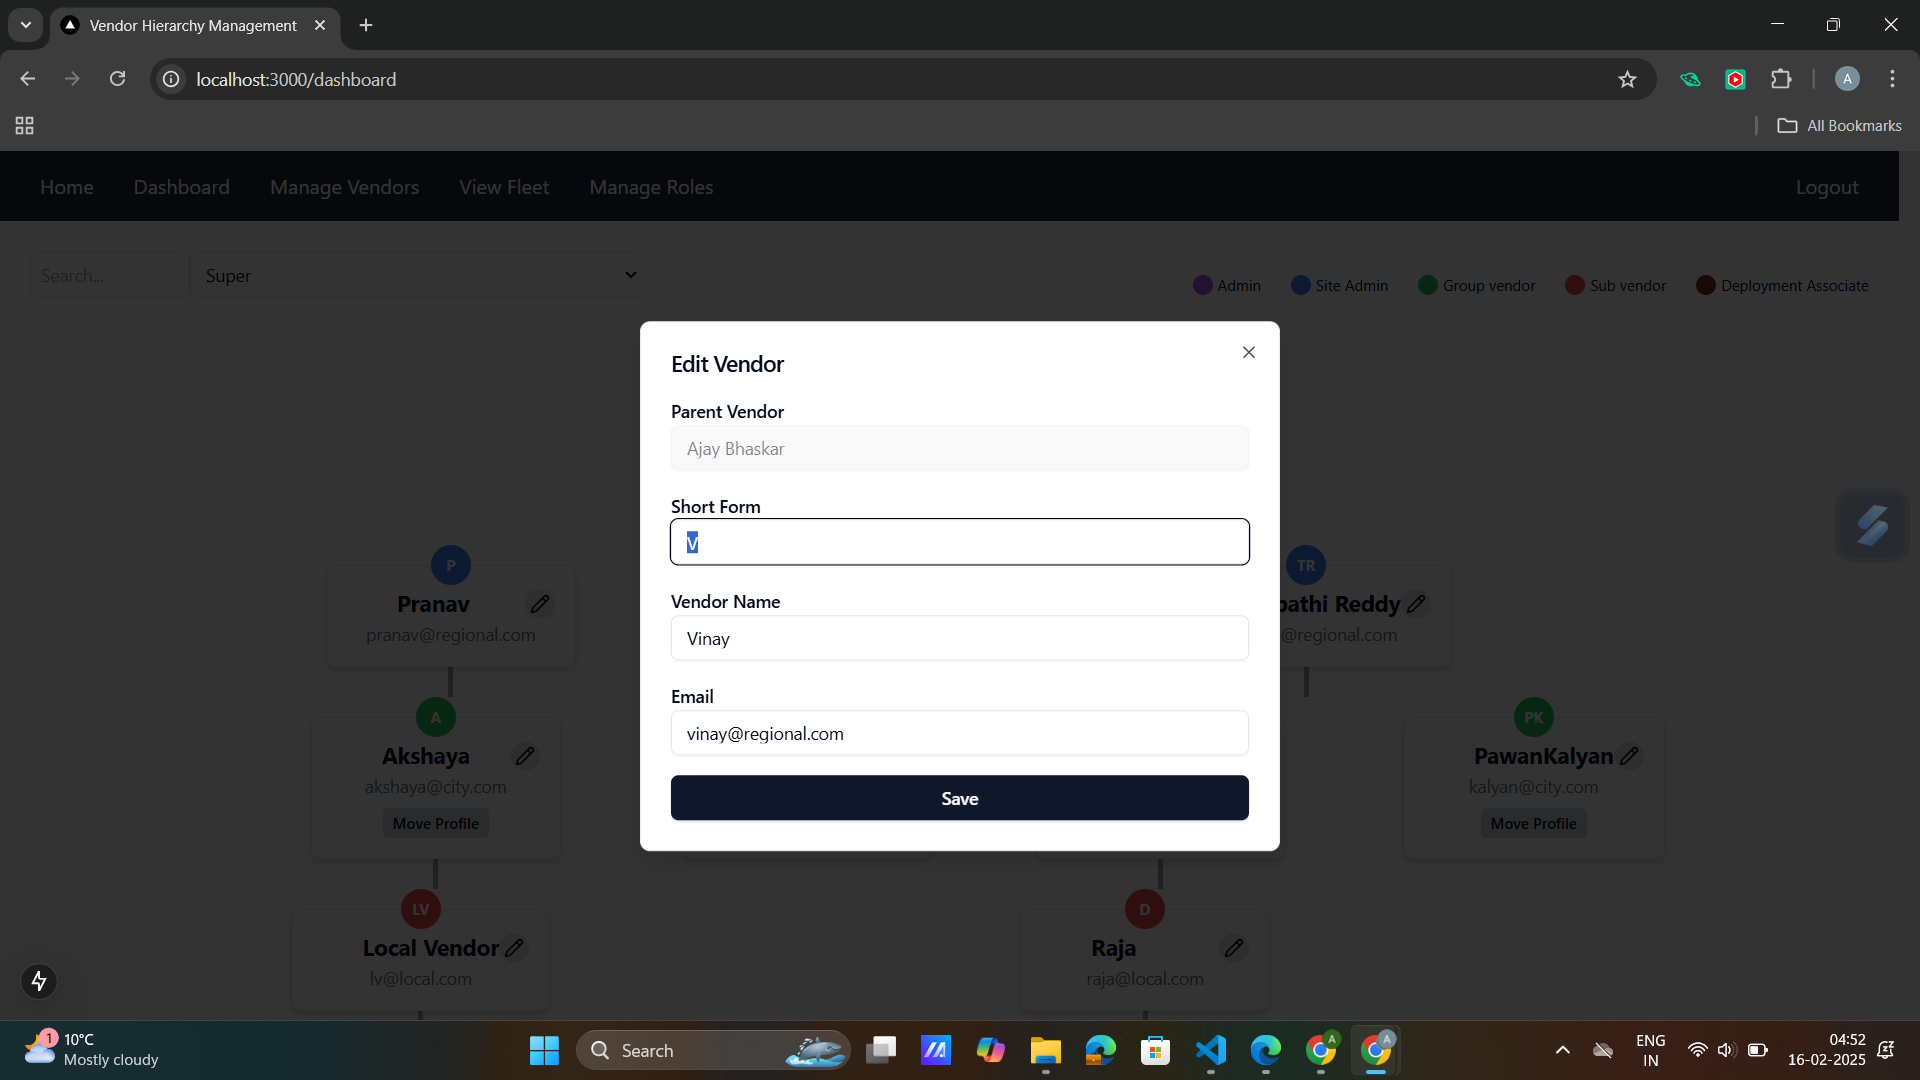 Vendor Hierarchy Management
localhost:3000/dashboard
A
All Bookmarks
Home Dashboard Manage Vendors View Fleet Manage Roles Logout
Search... Super
Admin Site Admin Group vendor Sub vendor Deployment Associate
Edit Vendor
Parent Vendor
Ajay Bhaskar
Short Form
V
Vendor Name
Vinay
Email
vinay@regional.com
Save
P
Pranav
pranav@regional.com
TR
Reddy
@regional.com
A
Akshaya
akshaya@city.com
Move Profile
PK
PawanKalyan
kalyan@city.com
Move Profile
LV
Local Vendor
lv@local.com
D
Raja
raja@local.com
1
10°C
Mostly cloudy
Search
A
A
ENG
IN
04:52
16-02-2025